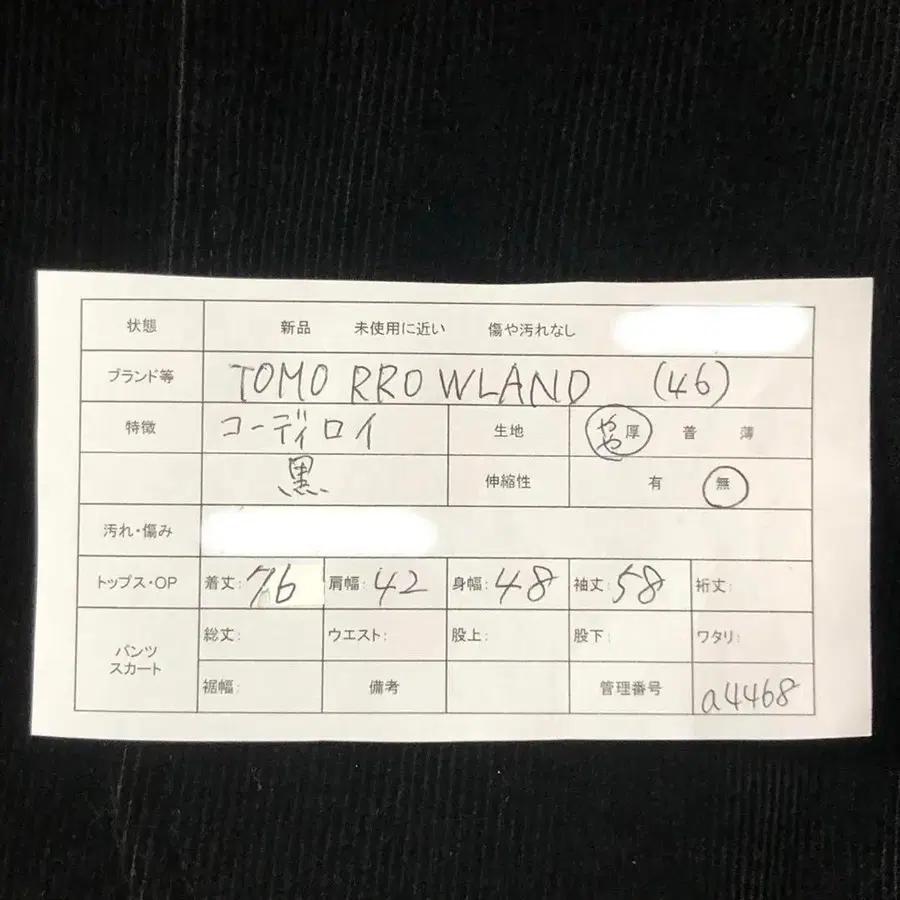 状態 新品 未使用に近い 傷や汚れなし
ブランド等 TOMORROWLAND (46)
特徴 コーディロイ 生地 やや厚 普 薄
黒 伸縮性 有 無
汚れ・傷み
トップス・OP 着丈: 76 肩幅: 42 身幅: 48 袖丈: 58 裄丈:
パンツ スカート 総丈: ウエスト: 股上: 股下: ワタリ:
裾幅: 備考 管理番号 a4468